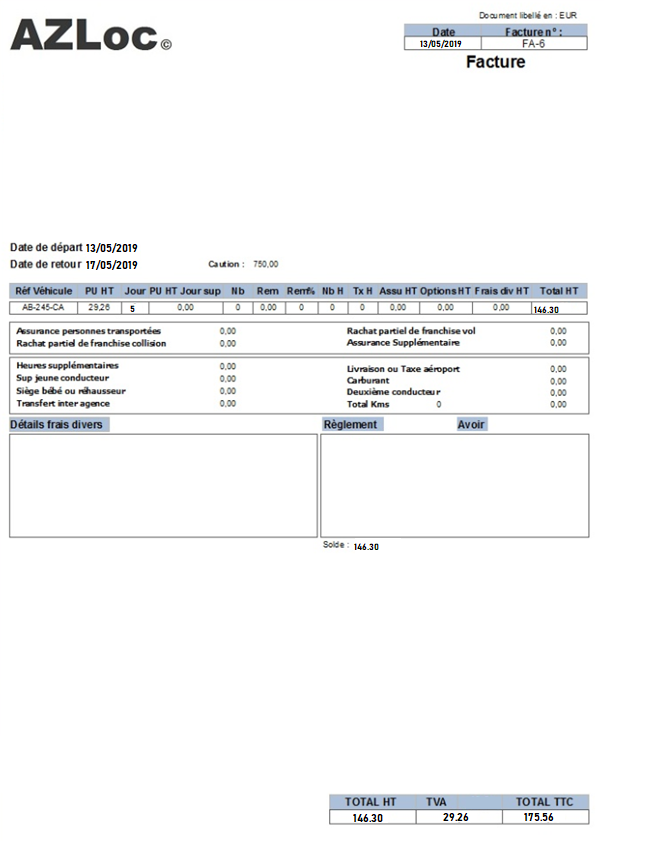 Document libellé en : EUR
AZLoc©
Date Facture n° :
13/05/2019 FA-6
Facture
Date de départ 13/05/2019
Date de retour 17/05/2019 Caution : 750,00
Réf Véhicule PU HT Jour PU HT Jour sup Nb Rem Rem% Nb H Tx H Assu HT Options HT Frais div HT Total HT
AB-245-CA 29,26 5 0,00 0 0,00 0 0 0 0,00 0,00 0,00 146.30
Assurance personnes transportées 0,00 Rachat partiel de franchise vol 0,00
Rachat partiel de franchise collision 0,00 Assurance Supplémentaire 0,00
Heures supplémentaires 0,00 Livraison ou Taxe aéroport 0,00
Sup jeune conducteur 0,00 Carburant 0,00
Siège bébé ou réhausseur 0,00 Deuxième conducteur 0,00
Transfert inter agence 0,00 Total Kms 0 0,00
Détails frais divers Règlement Avoir
Solde : 146.30
TOTAL HT TVA TOTAL TTC
146.30 29.26 175.56